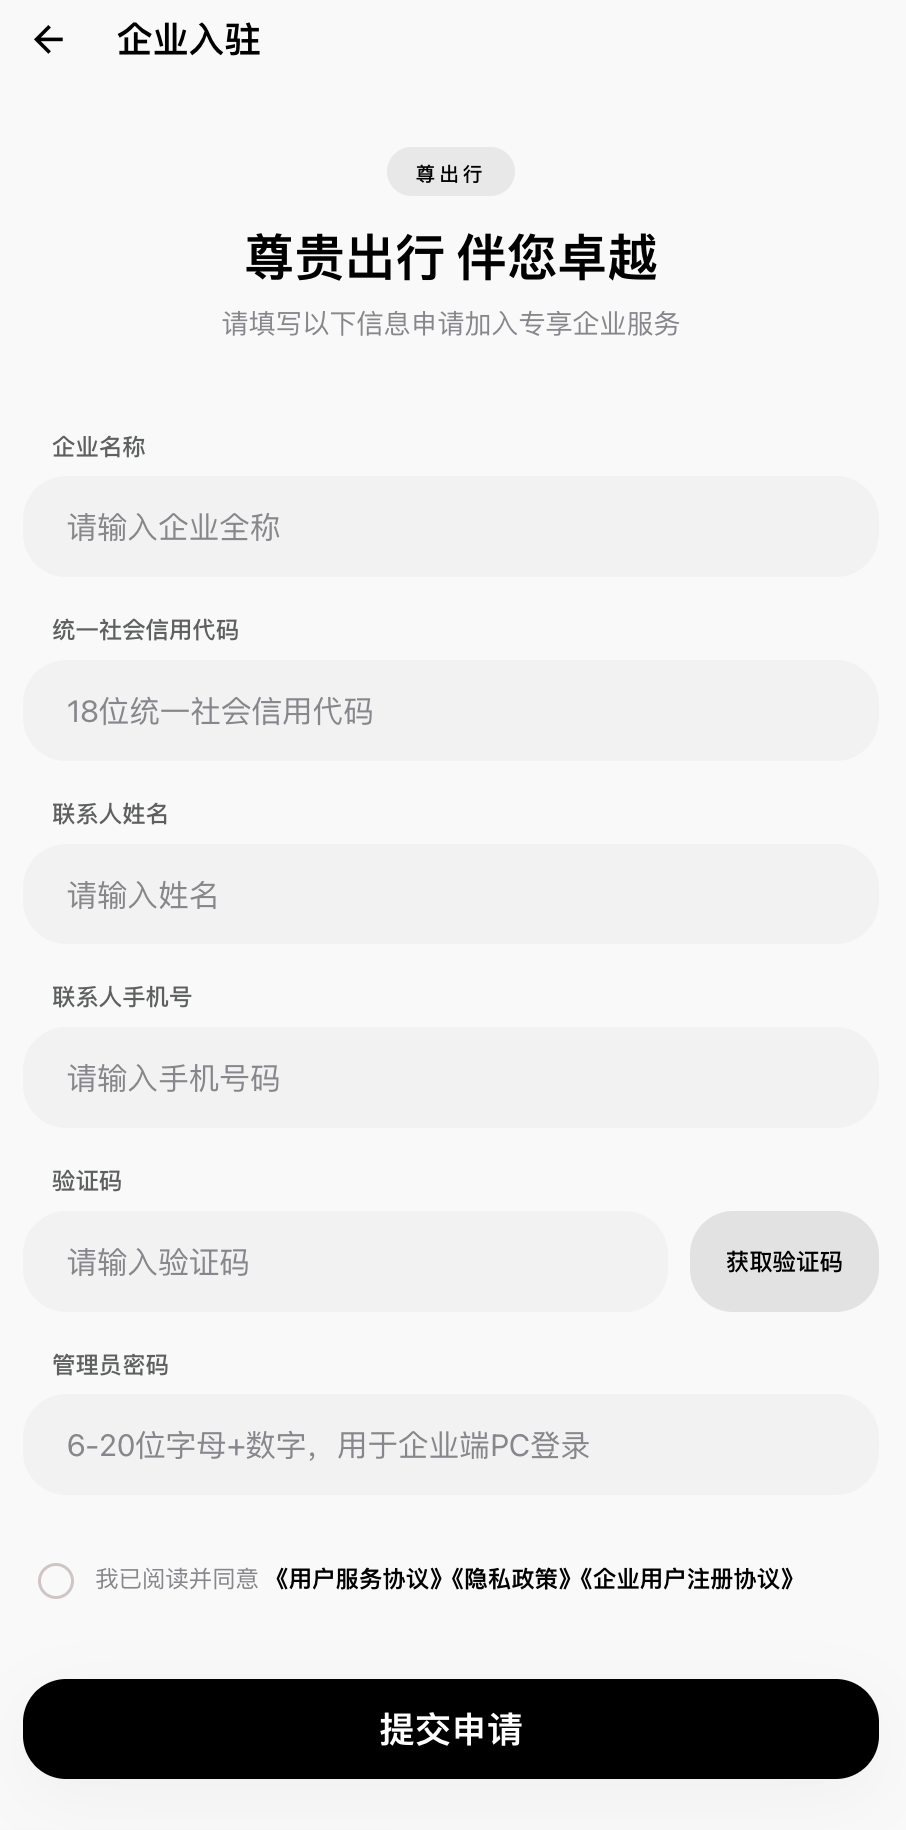 企业入驻
尊出行
尊贵出行 伴您卓越
请填写以下信息申请加入专享企业服务
企业名称
请输入企业全称
统一社会信用代码
18位统一社会信用代码
联系人姓名
请输入姓名
联系人手机号
请输入手机号码
验证码
请输入验证码
获取验证码
管理员密码
6-20位字母+数字，用于企业端PC登录
我已阅读并同意 《用户服务协议》《隐私政策》《企业用户注册协议》
提交申请